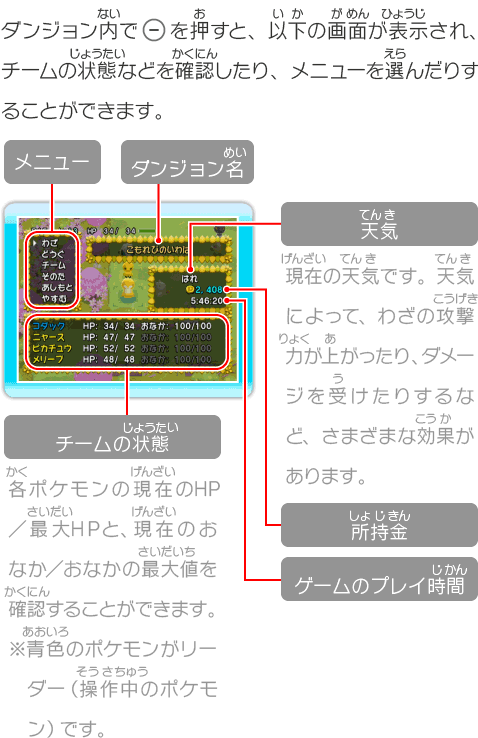 ダンジョン内で⊖を押すと、以下の画面が表示され、
チームの状態などを確認したり、メニューを選んだりす
ることができます。
メニュー
ダンジョン名
HP 34/ 34
わざ
どうぐ
チーム
そのた
あしもと
やすむ
こもれびのいわば
はれ
2,408
5:46:20
コダック HP: 34/ 34 おなか: 100/100
ニャース HP: 47/ 47 おなか: 100/100
ピカチュウ HP: 52/ 52 おなか: 100/100
メリープ HP: 48/ 48 おなか: 100/100
天気
現在の天気です。天気
によって、わざの攻撃
力が上がったり、ダメー
ジを受けたりするな
ど、さまざまな効果が
あります。
所持金
ゲームのプレイ時間
チームの状態
各ポケモンの現在のHP
／最大HPと、現在のお
なか／おなかの最大値を
確認することができます。
※青色のポケモンがリー
ダー（操作中のポケモ
ン）です。